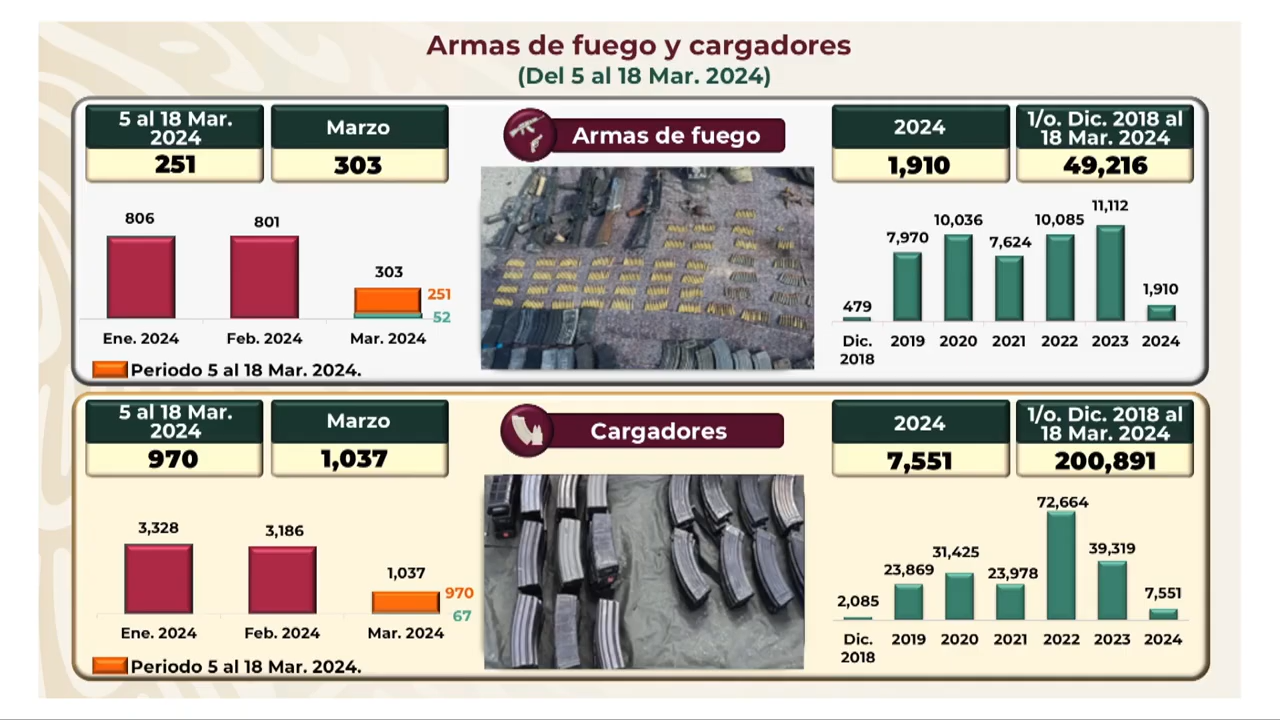 Armas de fuego y cargadores
(Del 5 al 18 Mar. 2024)
5 al 18 Mar.
2024
251
Marzo
303
Armas de fuego
2024
1,910
1/o. Dic. 2018 al
18 Mar. 2024
49,216
806
801
303
251
52
Ene. 2024
Feb. 2024
Mar. 2024
Periodo 5 al 18 Mar. 2024.
479
7,970
10,036
7,624
10,085
11,112
1,910
Dic.
2018
2019
2020
2021
2022
2023
2024
5 al 18 Mar.
2024
970
Marzo
1,037
Cargadores
2024
7,551
1/o. Dic. 2018 al
18 Mar. 2024
200,891
3,328
3,186
1,037
970
67
Ene. 2024
Feb. 2024
Mar. 2024
Periodo 5 al 18 Mar. 2024.
2,085
23,869
31,425
23,978
72,664
39,319
7,551
Dic.
2018
2019
2020
2021
2022
2023
2024